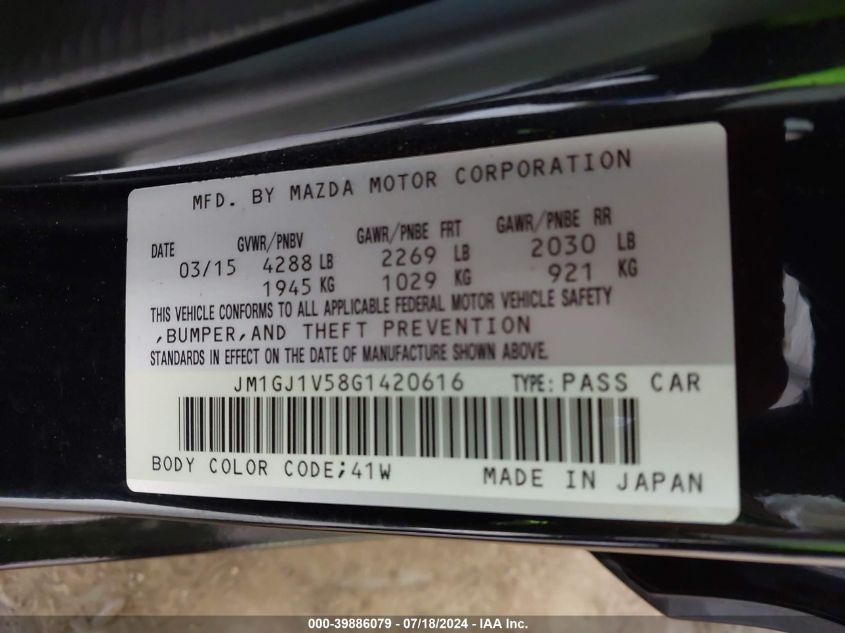 MFD. BY MAZDA MOTOR CORPORATION
DATE GVWR/PNBV GAWR/PNBE FRT GAWR/PNBE RR
03/15 4288 LB 2269 LB 2030 LB
1945 KG 1029 KG 921 KG
THIS VEHICLE CONFORMS TO ALL APPLICABLE FEDERAL MOTOR VEHICLE SAFETY
,BUMPER,AND THEFT PREVENTION
STANDARDS IN EFFECT ON THE DATE OF MANUFACTURE SHOWN ABOVE.
JM1GJ1V58G1420616 TYPE: PASS CAR
BODY COLOR CODE;41W MADE IN JAPAN
000-39886079 - 07/18/2024 - IAA Inc.